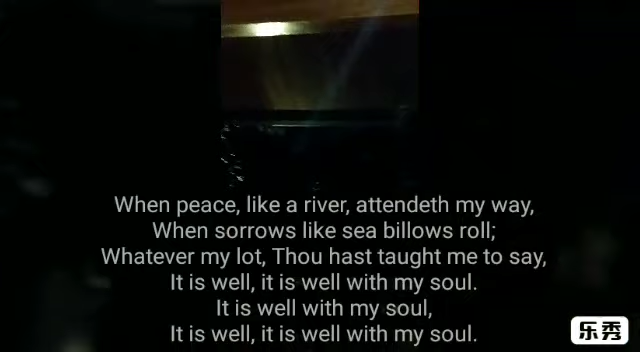 When peace, like a river, attendeth my way,
When sorrows like sea billows roll;
Whatever my lot, Thou hast taught me to say,
It is well, it is well with my soul.
It is well with my soul,
It is well, it is well with my soul.
乐秀